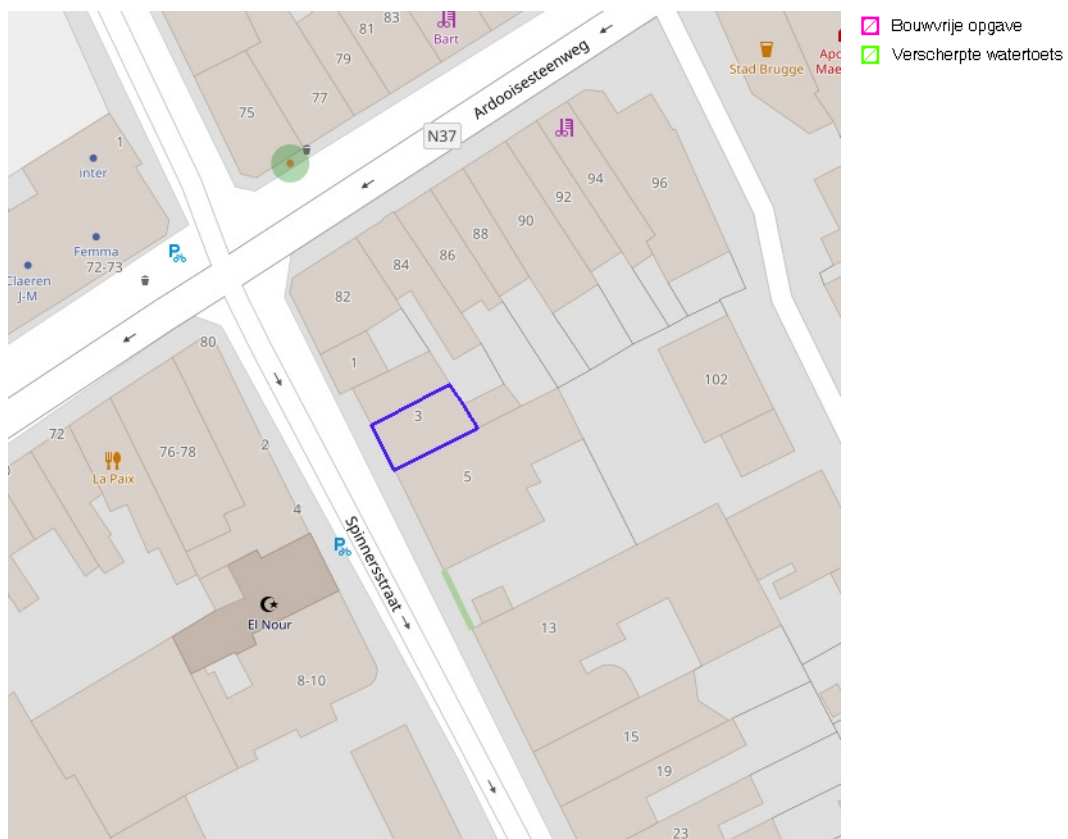 Bouwvrije opgave
Verscherpte watertoets
83
81
Bart
79
77
75
Ardooisesteenweg
N37
Stad Brugge
1
inter
Femma
72-73
Claeren
J-M
96
94
92
90
88
86
84
82
1
3
5
102
80
72
76-78
La Paix
2
4
Spinnersstraat
El Nour
8-10
13
15
19
23